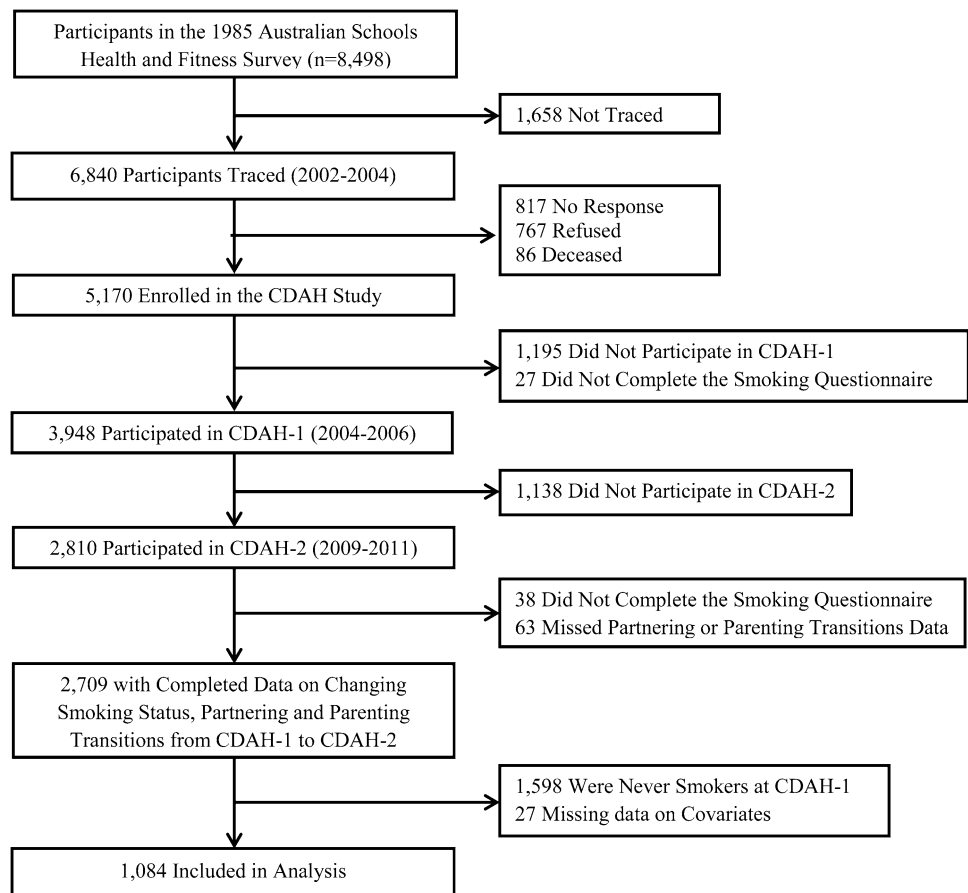 Participants in the 1985 Australian Schools
Health and Fitness Survey (n=8,498)
1,658 Not Traced
6,840 Participants Traced (2002-2004)
817 No Response
767 Refused
86 Deceased
5,170 Enrolled in the CDAH Study
1,195 Did Not Participate in CDAH-1
27 Did Not Complete the Smoking Questionnaire
3,948 Participated in CDAH-1 (2004-2006)
1,138 Did Not Participate in CDAH-2
2,810 Participated in CDAH-2 (2009-2011)
38 Did Not Complete the Smoking Questionnaire
63 Missed Partnering or Parenting Transitions Data
2,709 with Completed Data on Changing
Smoking Status, Partnering and Parenting
Transitions from CDAH-1 to CDAH-2
1,598 Were Never Smokers at CDAH-1
27 Missing data on Covariates
1,084 Included in Analysis